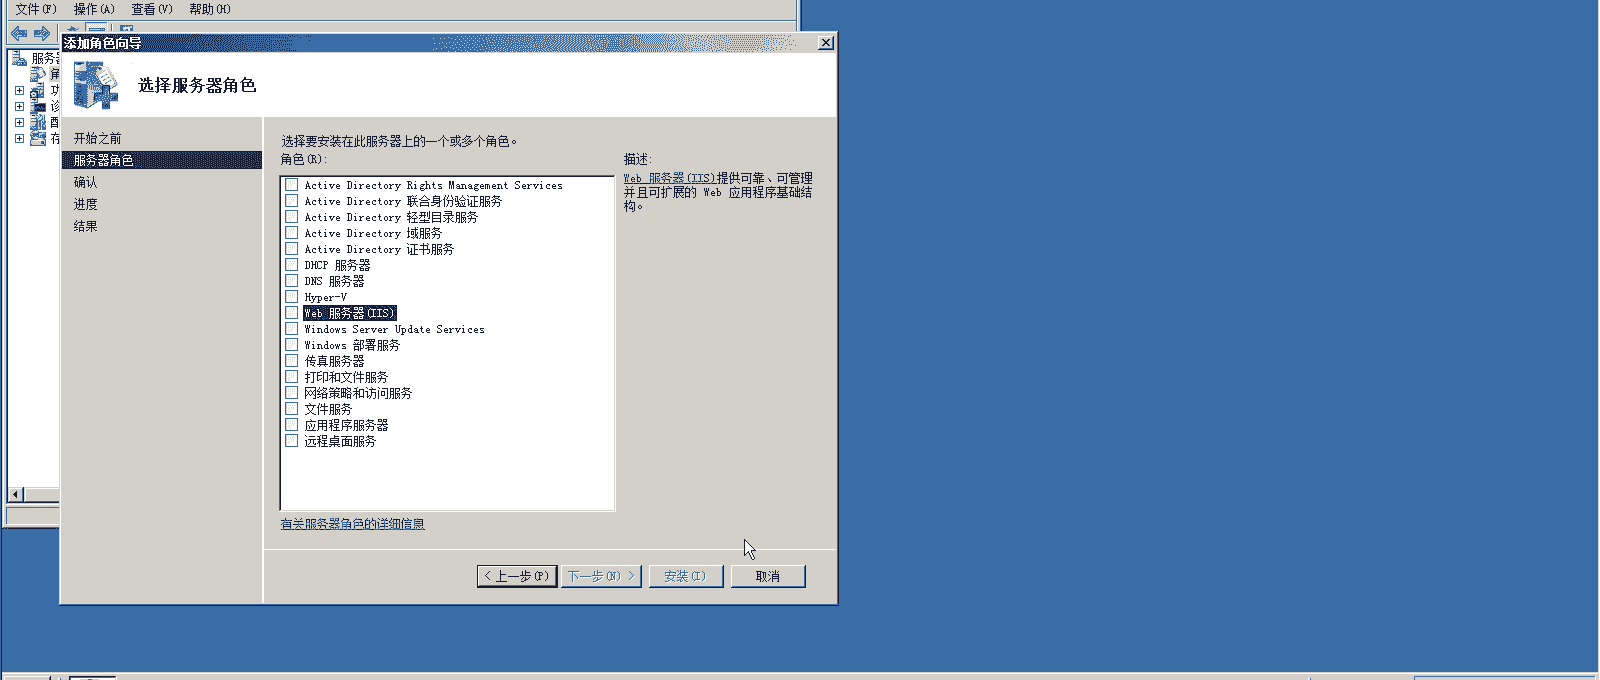 文件(F) 操作(A) 查看(V) 帮助(H)
添加角色向导
服务
选择服务器角色
开始之前
服务器角色
确认
进度
结果
选择要安装在此服务器上的一个或多个角色。
角色(R):
Active Directory Rights Management Services
Active Directory 联合身份验证服务
Active Directory 轻型目录服务
Active Directory 域服务
Active Directory 证书服务
DHCP 服务器
DNS 服务器
Hyper-V
Web 服务器(IIS)
Windows Server Update Services
Windows 部署服务
传真服务器
打印和文件服务
网络策略和访问服务
文件服务
应用程序服务器
远程桌面服务
有关服务器角色的详细信息
描述:
Web 服务器(IIS)提供可靠、可管理
并且可扩展的 Web 应用程序基础结
构。
< 上一步(P) 下一步(N) > 安装(I) 取消